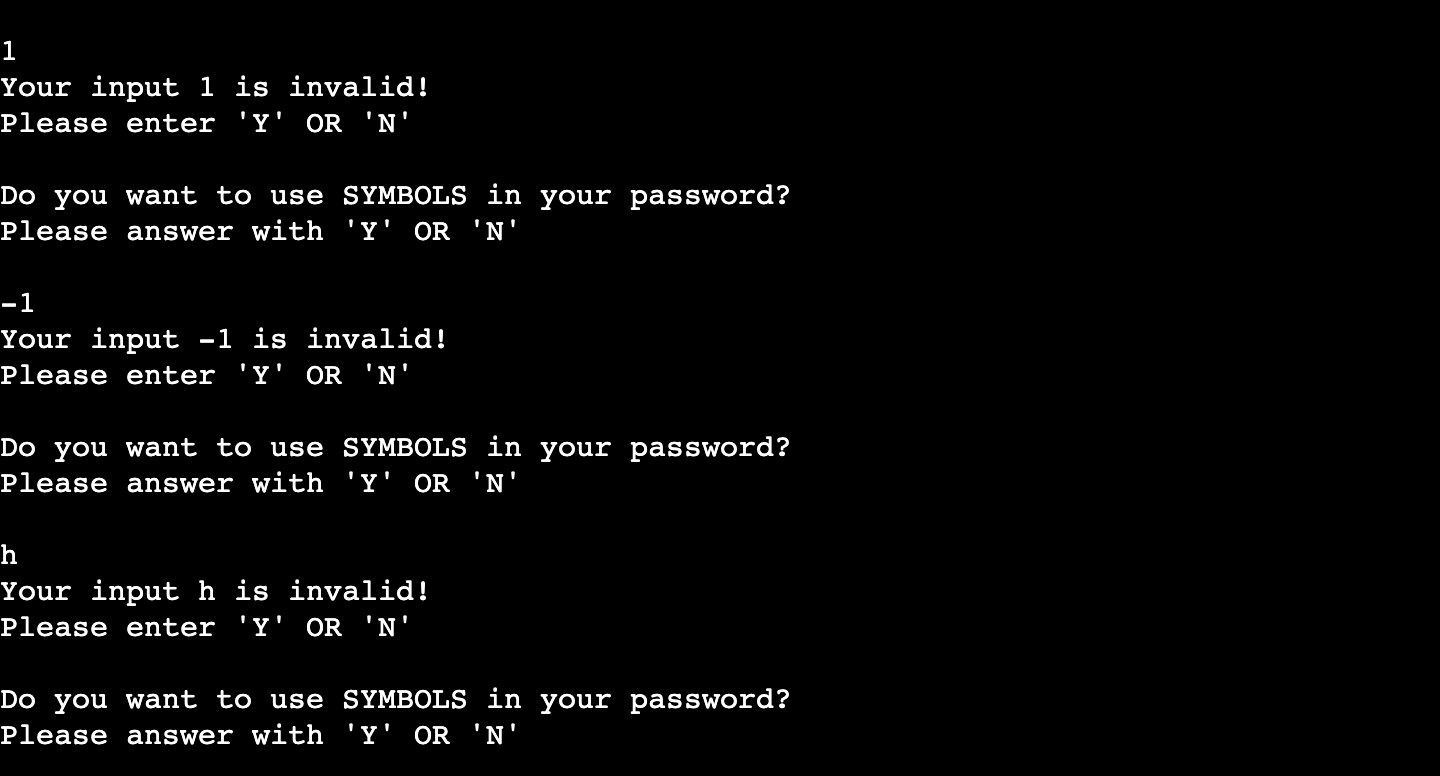 1
Your input 1 is invalid!
Please enter 'Y' OR 'N'
Do you want to use SYMBOLS in your password?
Please answer with 'Y' OR 'N'
-1
Your input -1 is invalid!
Please enter 'Y' OR 'N'
Do you want to use SYMBOLS in your password?
Please answer with 'Y' OR 'N'
h
Your input h is invalid!
Please enter 'Y' OR 'N'
Do you want to use SYMBOLS in your password?
Please answer with 'Y' OR 'N'